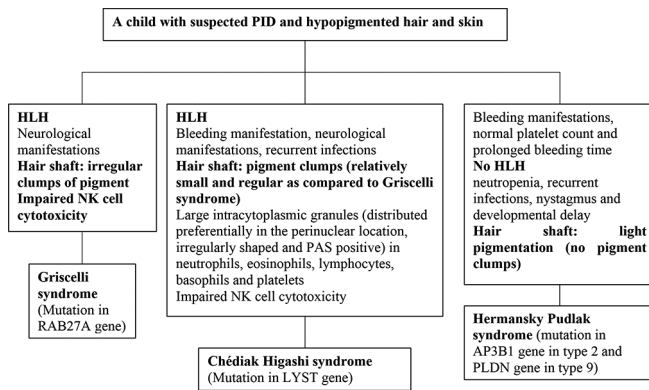 A child with suspected PID and hypopigmented hair and skin
HLH
Neurological
manifestations
Hair shaft: irregular
clumps of pigment
Impaired NK cell
cytotoxicity
Griscelli
syndrome
(Mutation in
RAB27A gene)
HLH
Bleeding manifestation, neurological
manifestations, recurrent infections
Hair shaft: pigment clumps (relatively
small and regular as compared to Griscelli
syndrome)
Large intracytoplasmic granules (distributed
preferentially in the perinuclear location,
irregularly shaped and PAS positive) in
neutrophils, eosinophils, lymphocytes,
basophils and platelets
Impaired NK cell cytotoxicity
Chédiak Higashi syndrome
(Mutation in LYST gene)
Bleeding manifestations,
normal platelet count and
prolonged bleeding time
No HLH
neutropenia, recurrent
infections, nystagmus and
developmental delay
Hair shaft: light
pigmentation (no pigment
clumps)
Hermansky Pudlak
syndrome (mutation in
AP3B1 gene in type 2 and
PLDN gene in type 9)